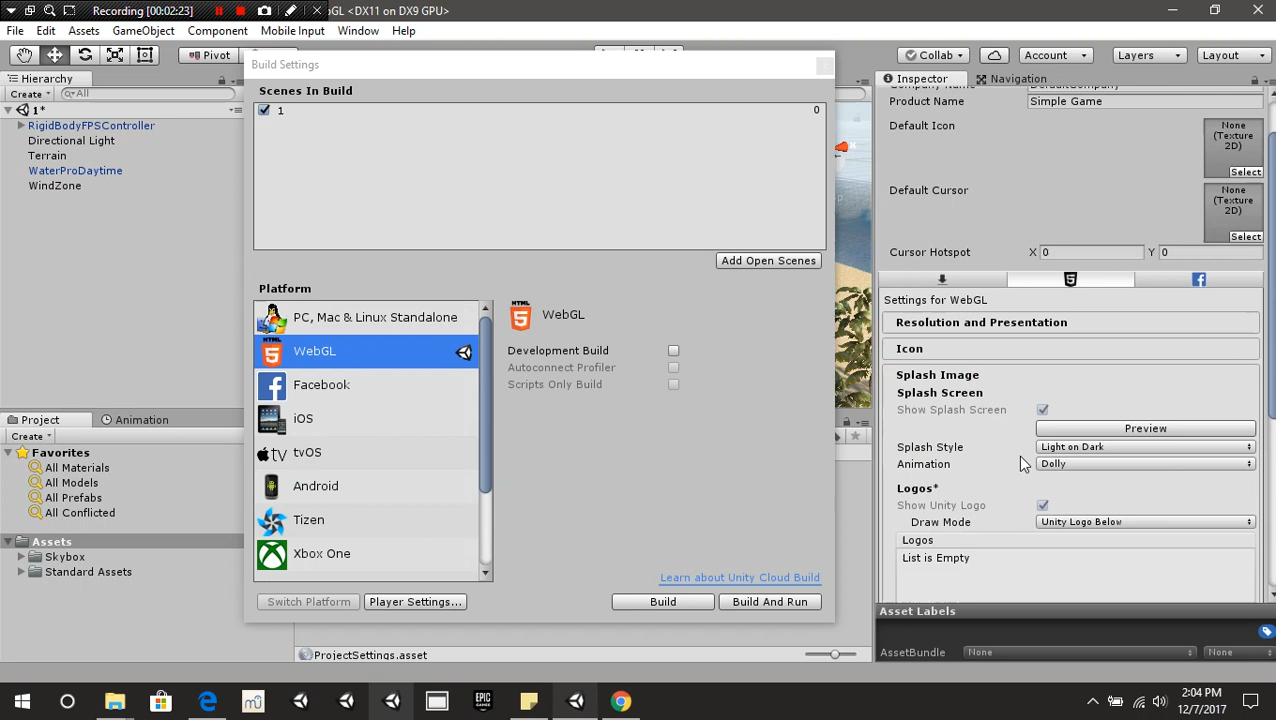 Recording [00:02:23]
bGL <DX11 on DX9 GPU>
File Edit Assets GameObject Component Mobile Input Window Help
Pivot
Collab Account Layers Layout
Hierarchy
Create All
1*
RigidBodyFPSController
Directional Light
Terrain
WaterProDaytime
WindZone
Build Settings
Scenes In Build
1 0
Add Open Scenes
Platform
PC, Mac & Linux Standalone
WebGL
Facebook
iOS
tvOS
Android
Tizen
Xbox One
HTML
WebGL
Development Build
Autoconnect Profiler
Scripts Only Build
Learn about Unity Cloud Build
Switch Platform Player Settings... Build Build And Run
Inspector Navigation
Product Name Simple Game
Default Icon None (Texture 2D) Select
Default Cursor None (Texture 2D) Select
Cursor Hotspot X 0 Y 0
Settings for WebGL
Resolution and Presentation
Icon
Splash Image
Splash Screen
Show Splash Screen
Preview
Splash Style Light on Dark
Animation Dolly
Logos*
Show Unity Logo
Draw Mode Unity Logo Below
Logos
List is Empty
Asset Labels
AssetBundle None None
Project Animation
Create
Favorites
All Materials
All Models
All Prefabs
All Conflicted
Assets
Skybox
Standard Assets
ProjectSettings.asset
EPIC GAMES
2:04 PM
12/7/2017